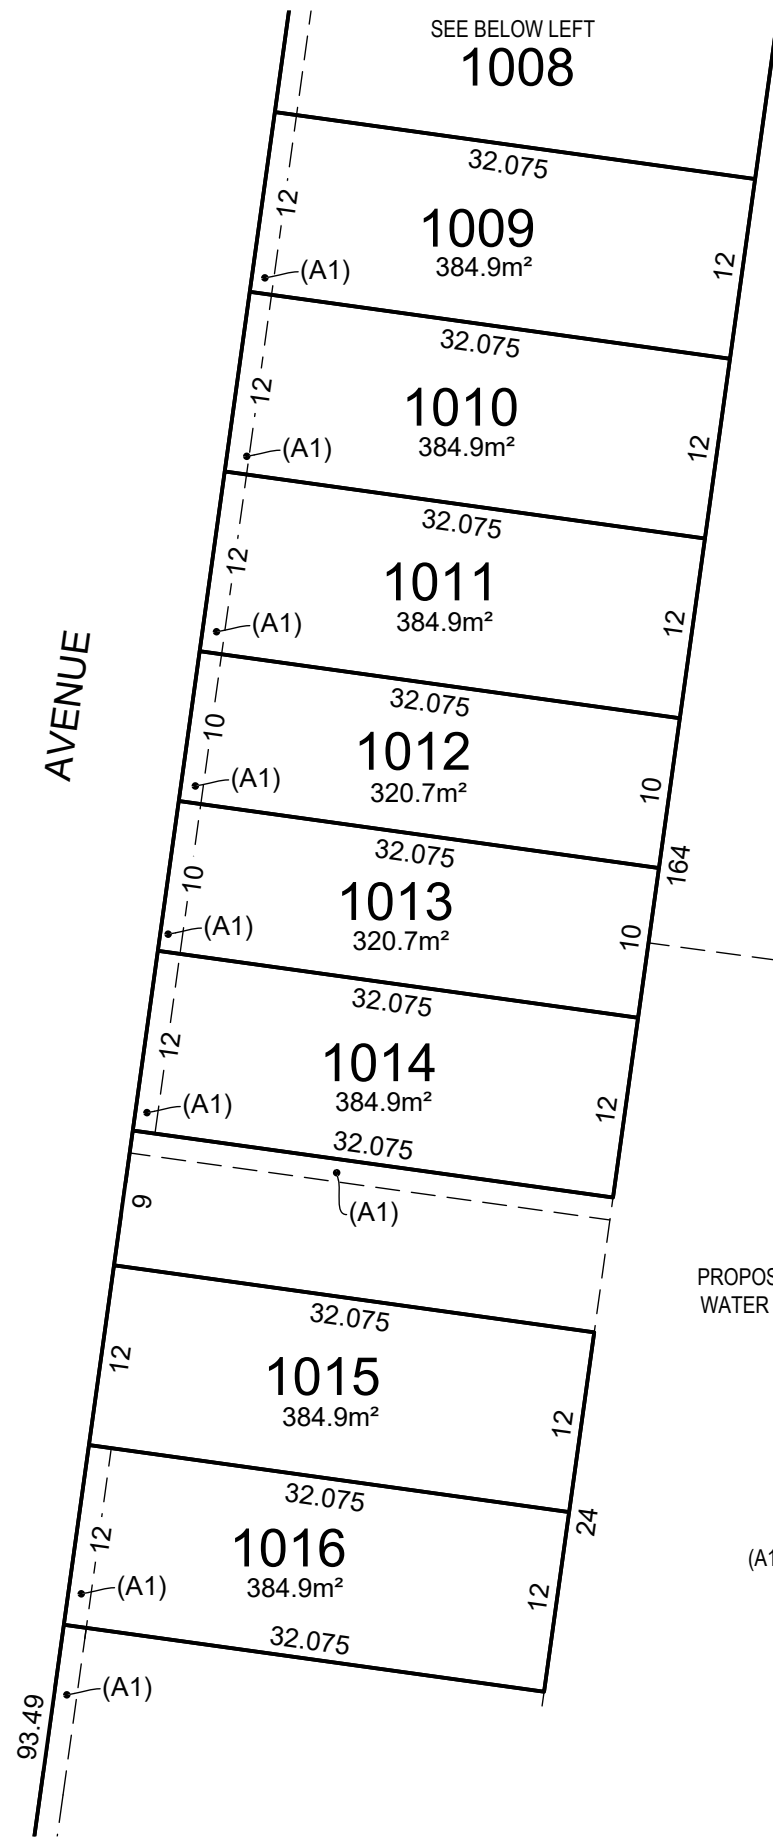 SEE BELOW LEFT
1008
32.075
12
1009
384.9m²
12
(A1)
32.075
12
1010
384.9m²
12
(A1)
32.075
12
1011
384.9m²
12
(A1)
AVENUE
32.075
10
1012
320.7m²
10
(A1)
32.075
164
10
1013
320.7m²
10
(A1)
32.075
12
1014
384.9m²
12
(A1)
32.075
9
(A1)
PROPOS
WATER
32.075
12
1015
384.9m²
12
32.075
24
12
1016
384.9m²
12
(A1)
(A1
32.075
(A1)
93.49